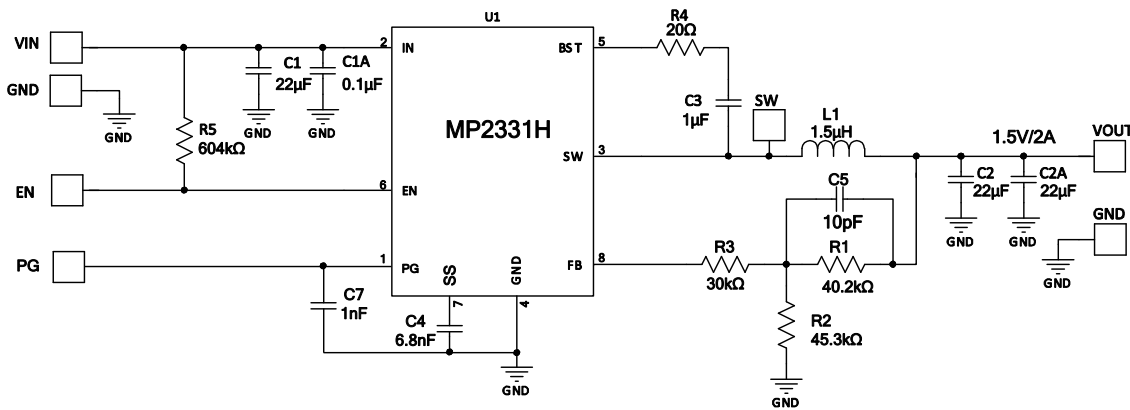 U1
MP2331H
VIN
GND
GND
EN
PG
R5
604kΩ
C1
22µF
GND
C1A
0.1µF
GND
2
IN
6
EN
1
PG
SS
7
GND
4
5
BST
3
SW
8
FB
C7
1nF
C4
6.8nF
GND
R4
20Ω
C3
1µF
SW
L1
1.5µH
1.5V/2A
VOUT
C2
22µF
GND
C2A
22µF
GND
GND
GND
C5
10pF
R3
30kΩ
R1
40.2kΩ
R2
45.3kΩ
GND